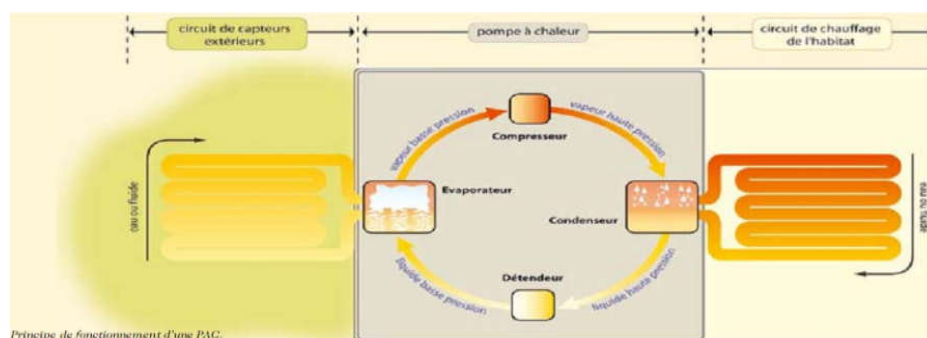 circuit de capteurs
extérieurs
pompe à chaleur
circuit de chauffage
de l'habitat
vapeur basse pression
Compresseur
vapeur haute pression
eau ou fluide
Evaporateur
Condenseur
eau ou fluide
liquide basse pression
Détendeur
liquide haute pression
Principe de fonctionnement d'une PAC.